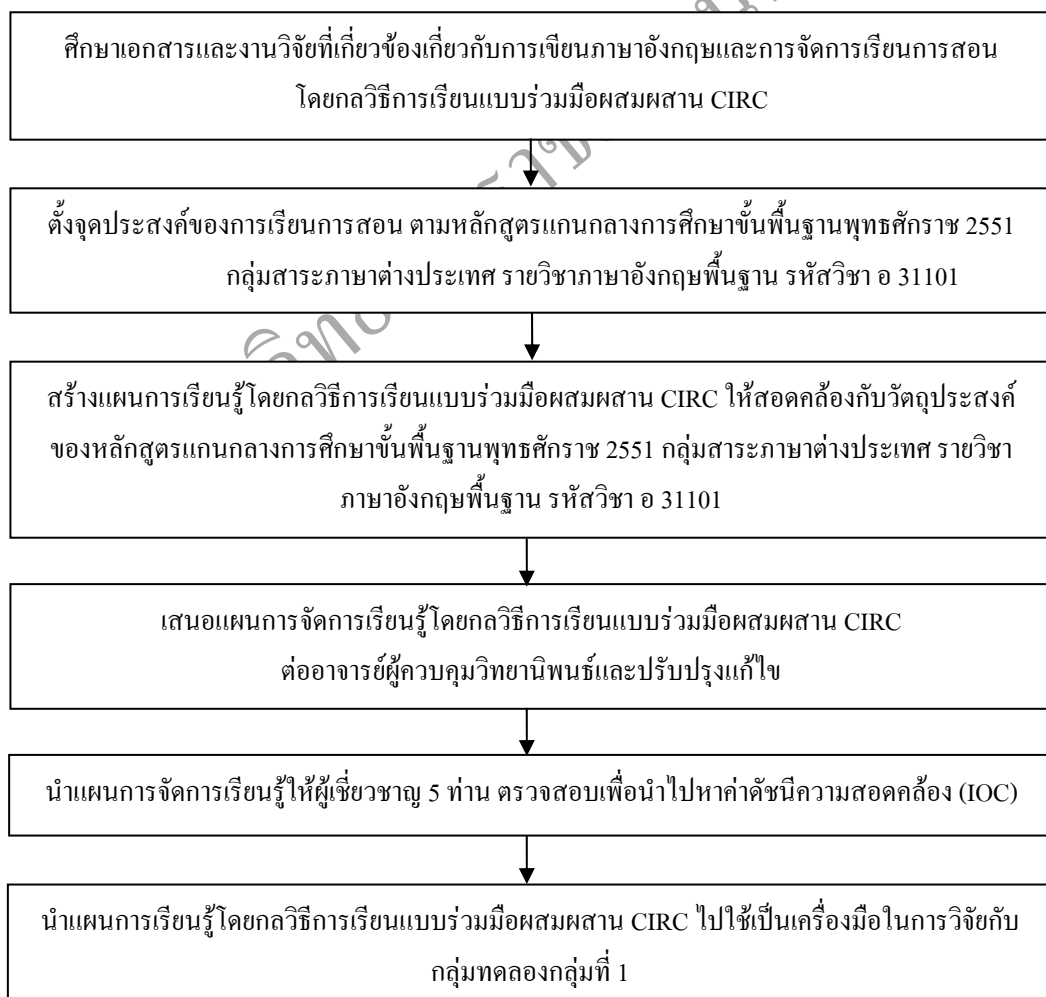 ศึกษาเอกสารและงานวิจัยที่เกี่ยวข้องเกี่ยวกับการเขียนภาษาอังกฤษและการจัดการเรียนการสอน
โดยกลวิธีการเรียนแบบร่วมมือผสมผสาน CIRC
ตั้งจุดประสงค์ของการเรียนการสอน ตามหลักสูตรแกนกลางการศึกษาขั้นพื้นฐานพุทธศักราช 2551
กลุ่มสาระภาษาต่างประเทศ รายวิชาภาษาอังกฤษพื้นฐาน รหัสวิชา อ 31101
สร้างแผนการเรียนรู้โดยกลวิธีการเรียนแบบร่วมมือผสมผสาน CIRC ให้สอดคล้องกับวัตถุประสงค์
ของหลักสูตรแกนกลางการศึกษาขั้นพื้นฐานพุทธศักราช 2551 กลุ่มสาระภาษาต่างประเทศ รายวิชา
ภาษาอังกฤษพื้นฐาน รหัสวิชา อ 31101
เสนอแผนการจัดการเรียนรู้โดยกลวิธีการเรียนแบบร่วมมือผสมผสาน CIRC
ต่ออาจารย์ผู้ควบคุมวิทยานิพนธ์และปรับปรุงแก้ไข
นำแผนการจัดการเรียนรู้ให้ผู้เชี่ยวชาญ 5 ท่าน ตรวจสอบเพื่อนำไปหาค่าดัชนีความสอดคล้อง (IOC)
นำแผนการเรียนรู้โดยกลวิธีการเรียนแบบร่วมมือผสมผสาน CIRC ไปใช้เป็นเครื่องมือในการวิจัยกับ
กลุ่มทดลองกลุ่มที่ 1